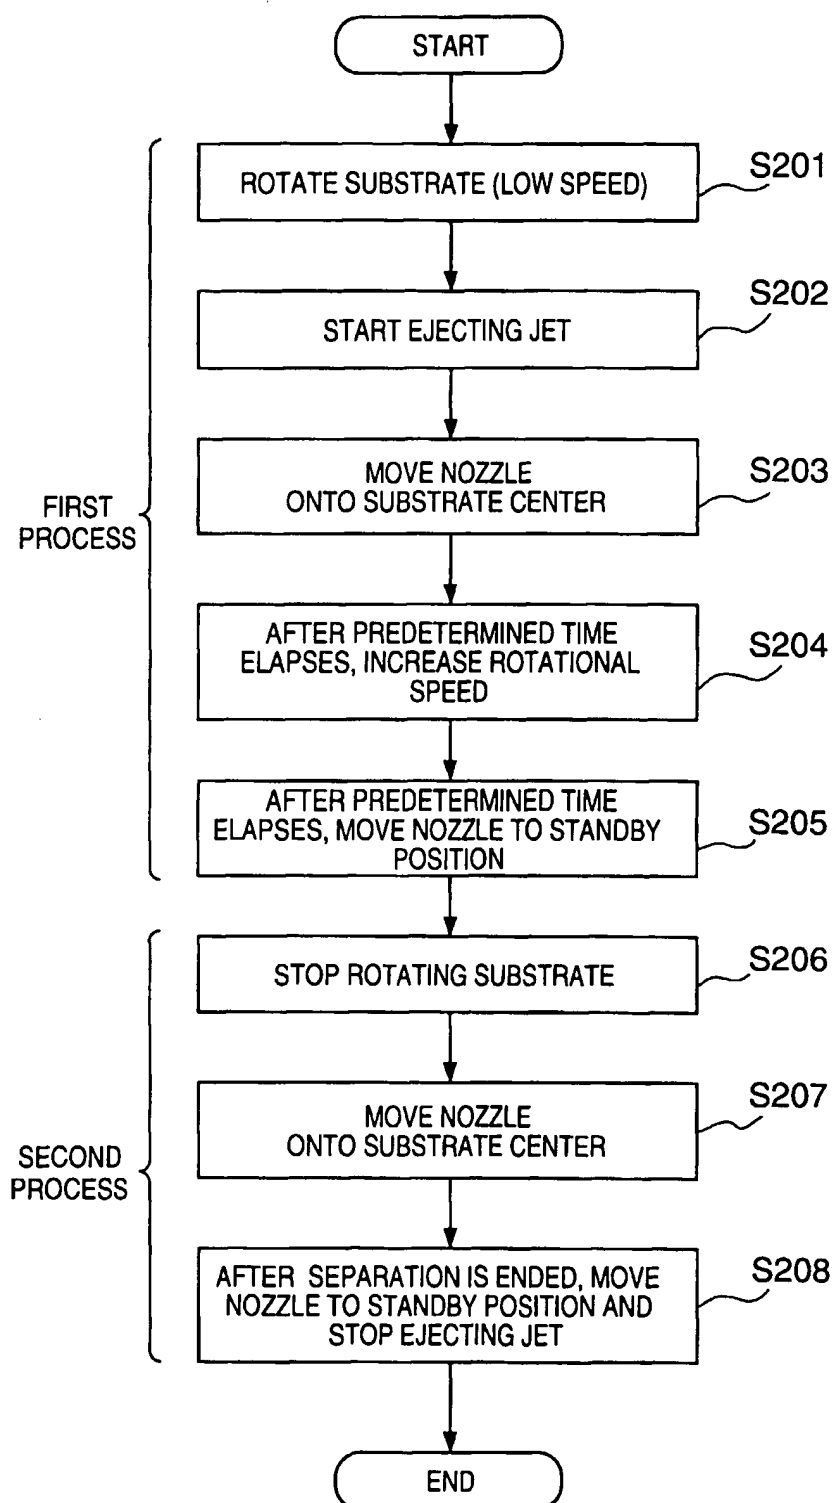 START
ROTATE SUBSTRATE (LOW SPEED)
S201
START EJECTING JET
S202
MOVE NOZZLE
ONTO SUBSTRATE CENTER
S203
FIRST
PROCESS
AFTER PREDETERMINED TIME
ELAPSES, INCREASE ROTATIONAL
SPEED
S204
AFTER PREDETERMINED TIME
ELAPSES, MOVE NOZZLE TO STANDBY
POSITION
S205
STOP ROTATING SUBSTRATE
S206
MOVE NOZZLE
ONTO SUBSTRATE CENTER
S207
SECOND
PROCESS
AFTER SEPARATION IS ENDED, MOVE
NOZZLE TO STANDBY POSITION AND
STOP EJECTING JET
S208
END